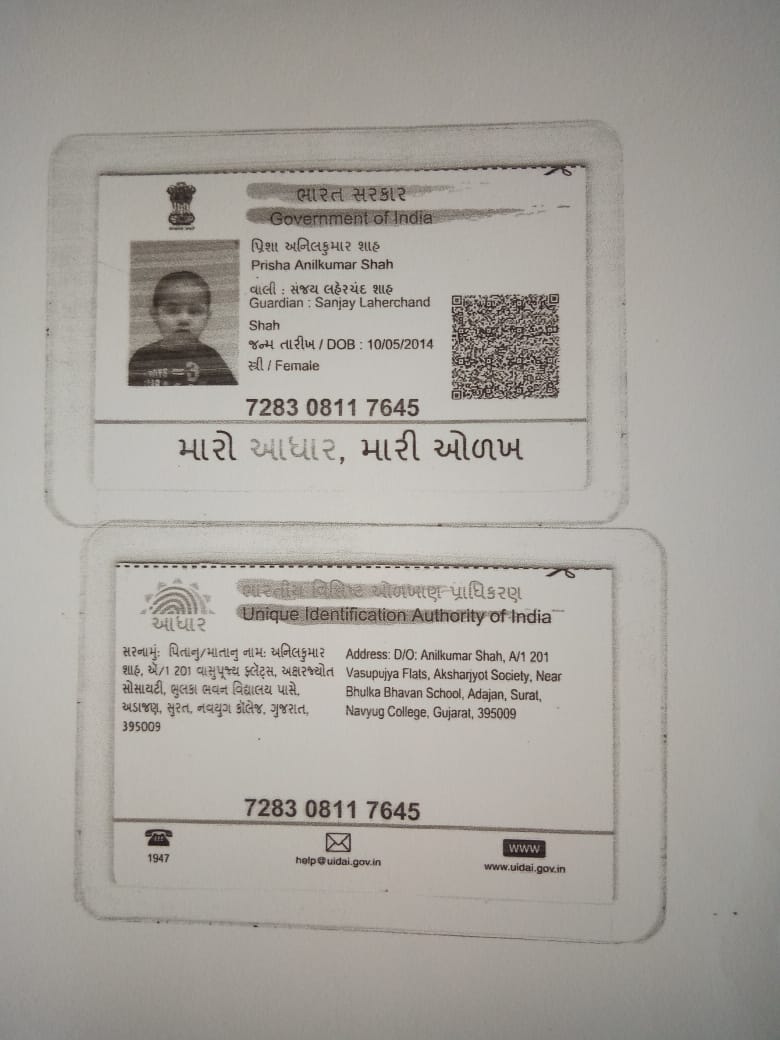 ભારત સરકાર
Government of India
પ્રિશા અનિલકુમાર શાહ
Prisha Anilkumar Shah
વાલી : સંજય લહેરચંદ શાહ
Guardian : Sanjay Laherchand
Shah
જન્મ તારીખ / DOB : 10/05/2014
સ્ત્રી / Female
7283 0811 7645
મારો આધાર, મારી ઓળખ
ભારતીય વિશિષ્ટ ઓળખાણ પ્રાધિકરણ
Unique Identification Authority of India
આધાર
સરનામું: પિતાનુ/માતાનુ નામ: અનિલકુમાર
શાહ, એ/1 201 વાસુપૂજ્ય ફ્લેટ્સ, અક્ષરજ્યોત
સોસાયટી, ભુલકા ભવન વિદ્યાલય પાસે,
અડાજણ, સુરત, નવયુગ કૉલેજ, ગુજરાત,
395009
Address: D/O: Anilkumar Shah, A/1 201
Vasupujya Flats, Aksharjyot Society, Near
Bhulka Bhavan School, Adajan, Surat,
Navyug College, Gujarat, 395009
7283 0811 7645
1947
help@uidai.gov.in
WWW
www.uidai.gov.in